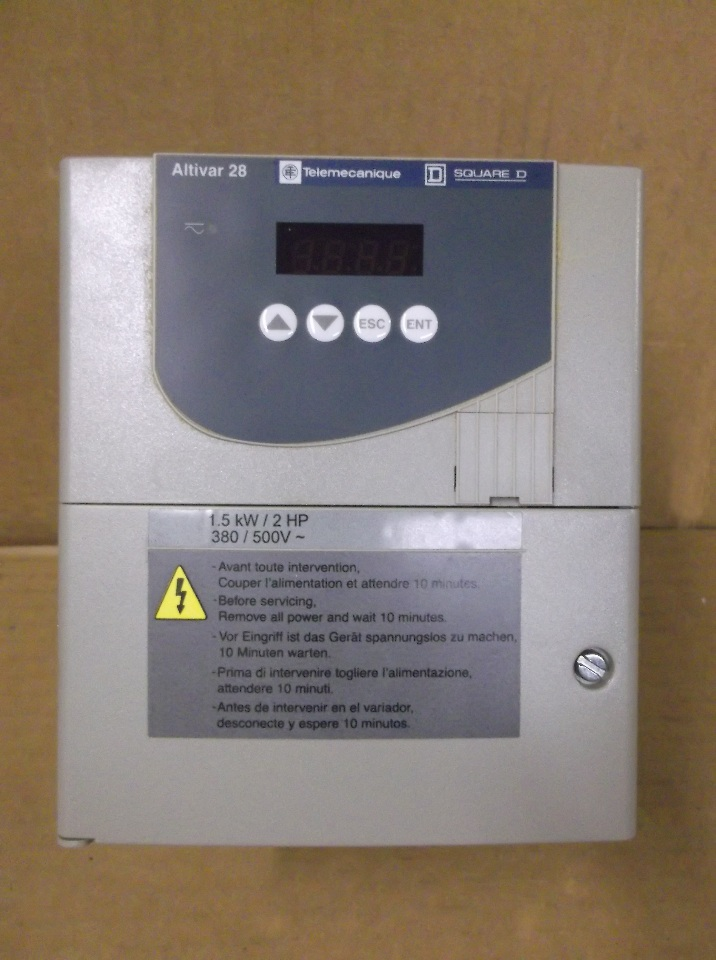 Altivar 28 Telemecanique D SQUARE D
ESC ENT
1.5 kW / 2 HP
380 / 500V ~
- Avant toute intervention,
Couper l'alimentation et attendre 10 minutes.
- Before servicing,
Remove all power and wait 10 minutes.
- Vor Eingriff ist das Gerät spannungslos zu machen,
10 Minuten warten.
- Prima di intervenire togliere l'alimentazione,
attendere 10 minuti.
- Antes de intervenir en el variador,
desconecte y espere 10 minutos.